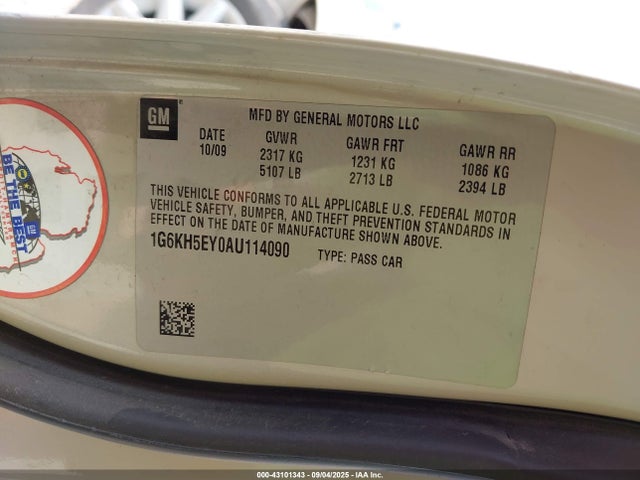 GM
MFD BY GENERAL MOTORS LLC
DATE GVWR GAWR FRT GAWR RR
10/09 2317 KG 1231 KG 1086 KG
5107 LB 2713 LB 2394 LB
THIS VEHICLE CONFORMS TO ALL APPLICABLE U.S. FEDERAL MOTOR
VEHICLE SAFETY, BUMPER, AND THEFT PREVENTION STANDARDS IN
EFFECT ON THE DATE OF MANUFACTURE SHOWN ABOVE.
1G6KH5EY0AU114090 TYPE: PASS CAR
BE THE BEST
GM
000-43101343 09/04/2025 IAA Inc.